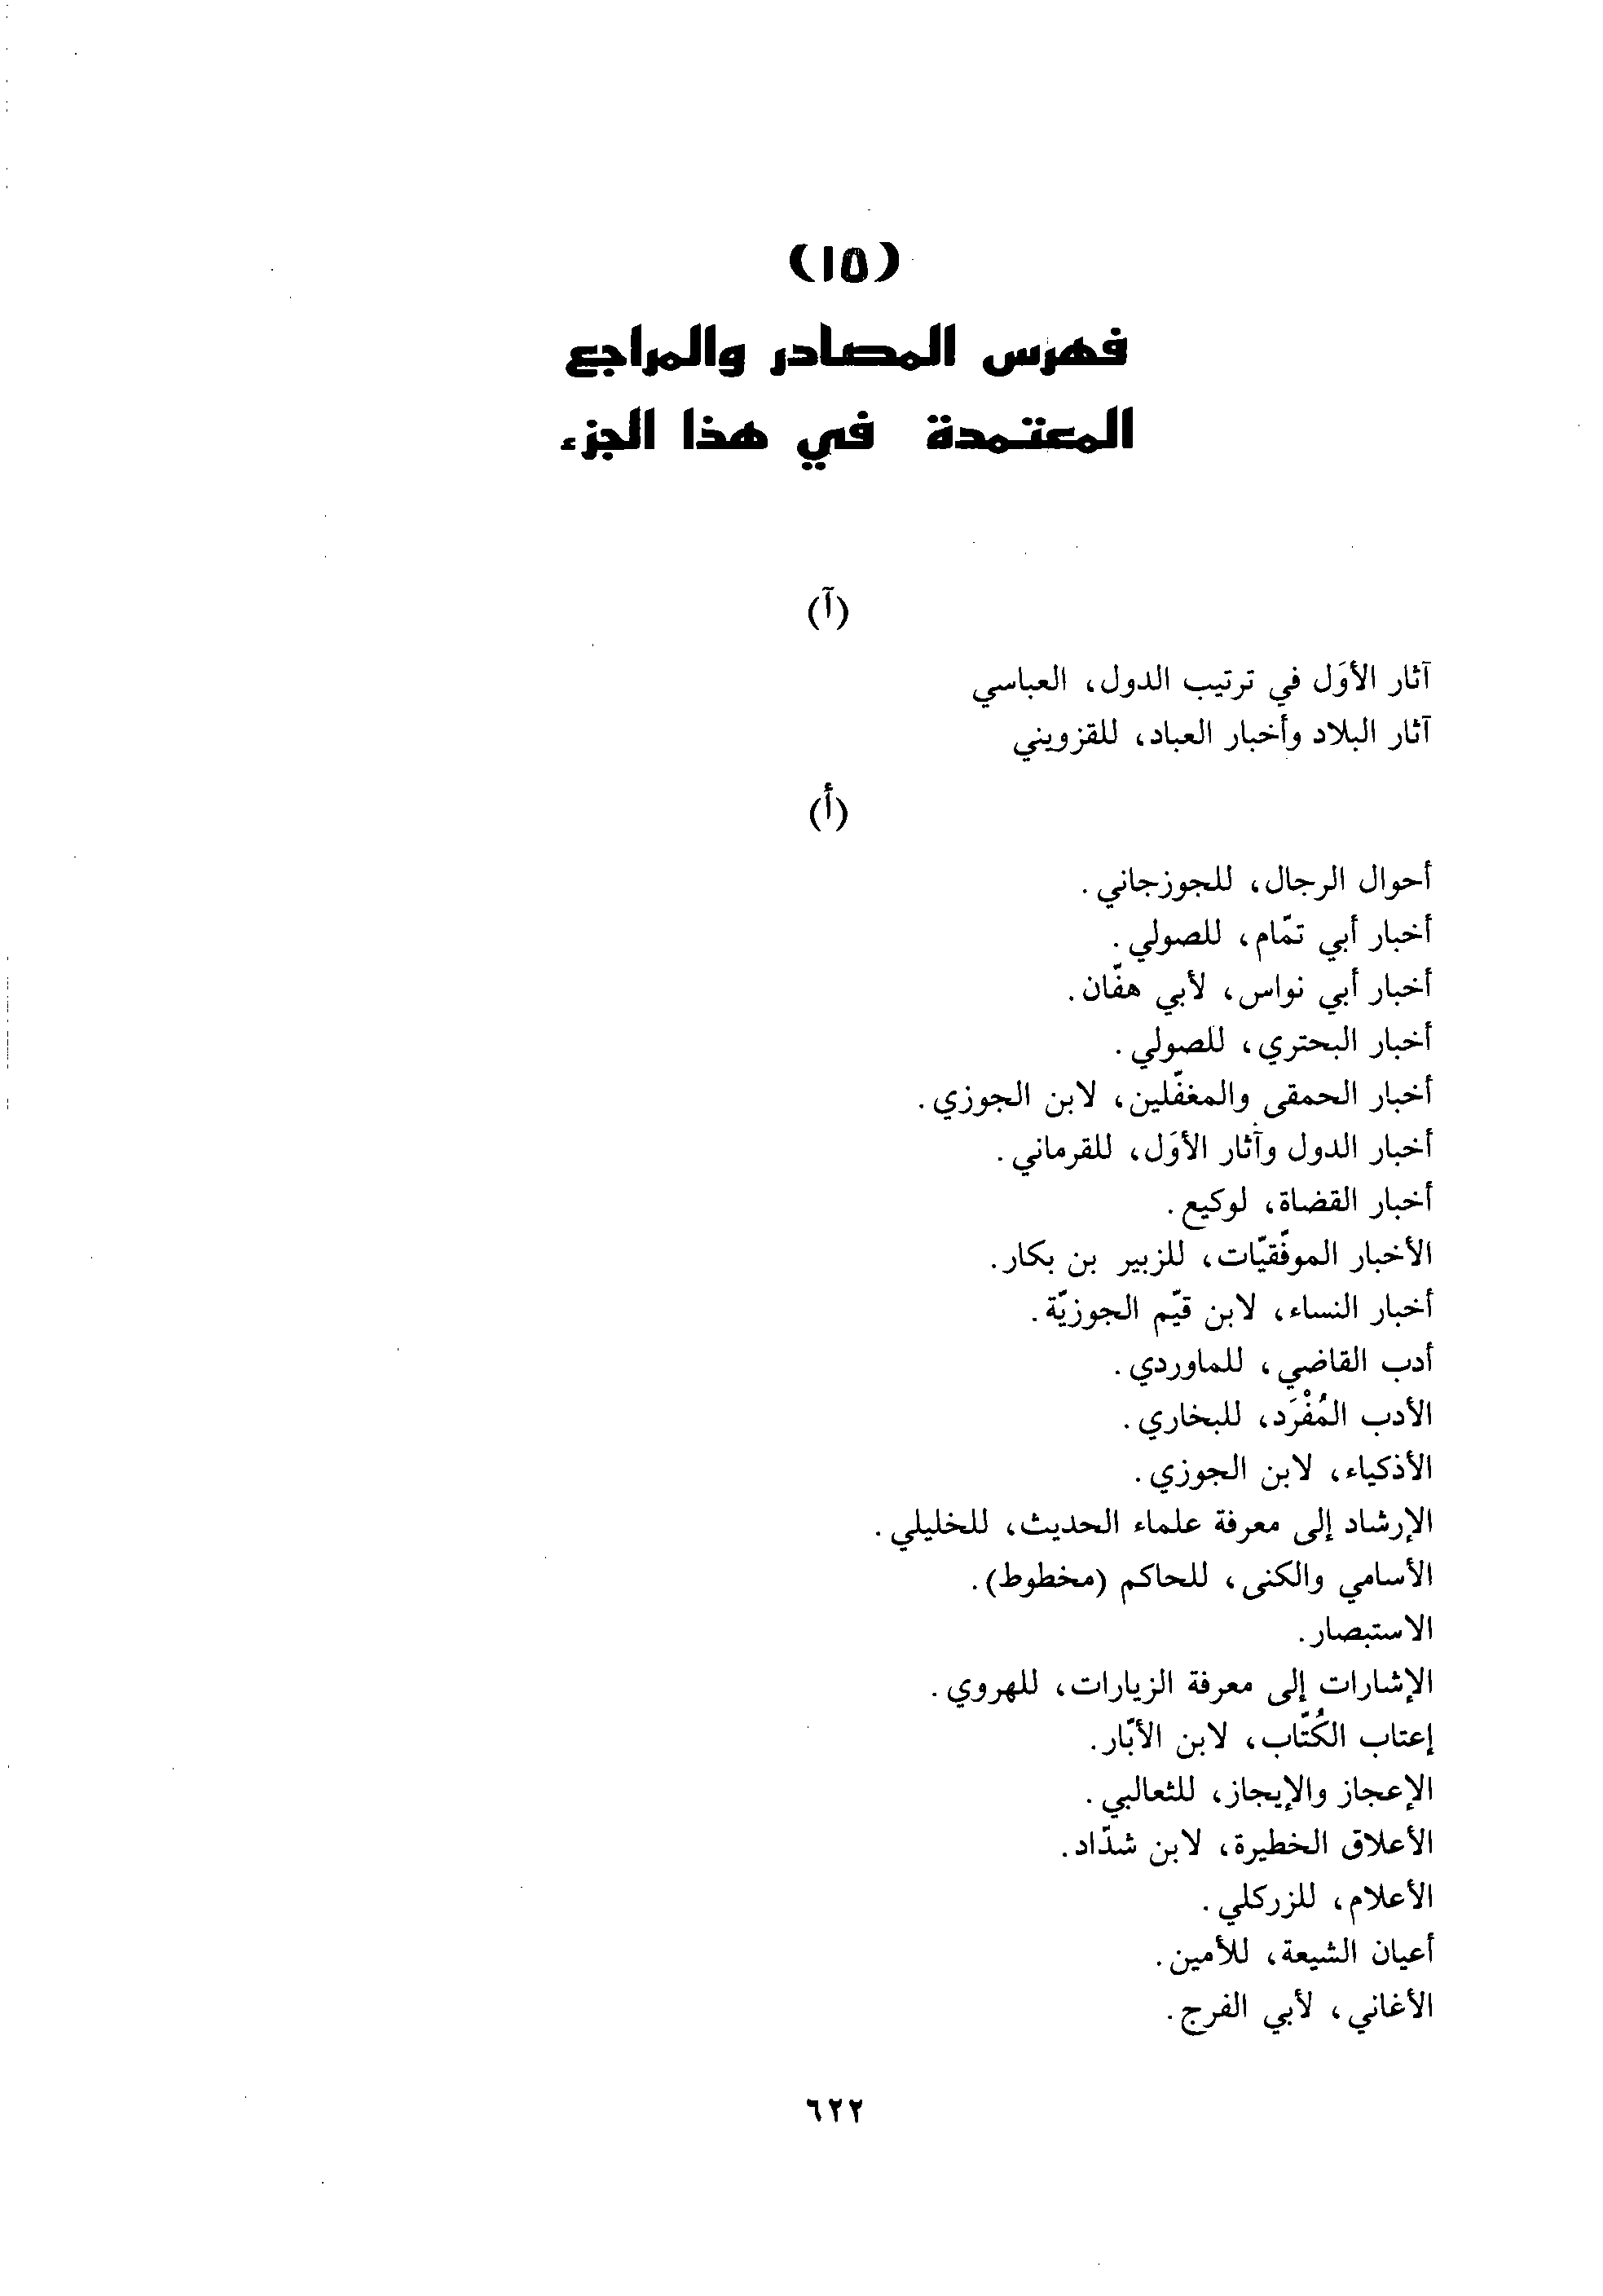 (١٥)
فهرس المصادر والمراجع
المعتمدة في هذا الجزء
(آ)
آثار الأوَل في ترتيب الدول، العباسي
آثار البلاد وأخبار العباد، للقزويني
(أ)
أحوال الرجال، للجوزجاني.
أخبار أبي تمّام، للصولي.
أخبار أبي نواس، لأبي هفّان.
أخبار البحتري، للصولي.
أخبار الحمقى والمغفّلين، لابن الجوزي.
أخبار الدول وآثار الأوَل، للقرماني.
أخبار القضاة، لوكيع.
الأخبار الموفّقيّات، للزبير بن بكار.
أخبار النساء، لابن قيّم الجوزيّة.
أدب القاضي، للماوردي.
الأدب المُفْرَد، للبخاري.
الأذكياء، لابن الجوزي.
الإرشاد إلى معرفة علماء الحديث، للخليلي.
الأسامي والكنى، للحاكم (مخطوط).
الاستبصار.
الإشارات إلى معرفة الزيارات، للهروي.
إعتاب الكُتّاب، لابن الأبّار.
الإعجاز والإيجاز، للثعالبي.
الأعلاق الخطيرة، لابن شدّاد.
الأعلام، للزركلي.
أعيان الشيعة، للأمين.
الأغاني، لأبي الفرج.
٦٢٢